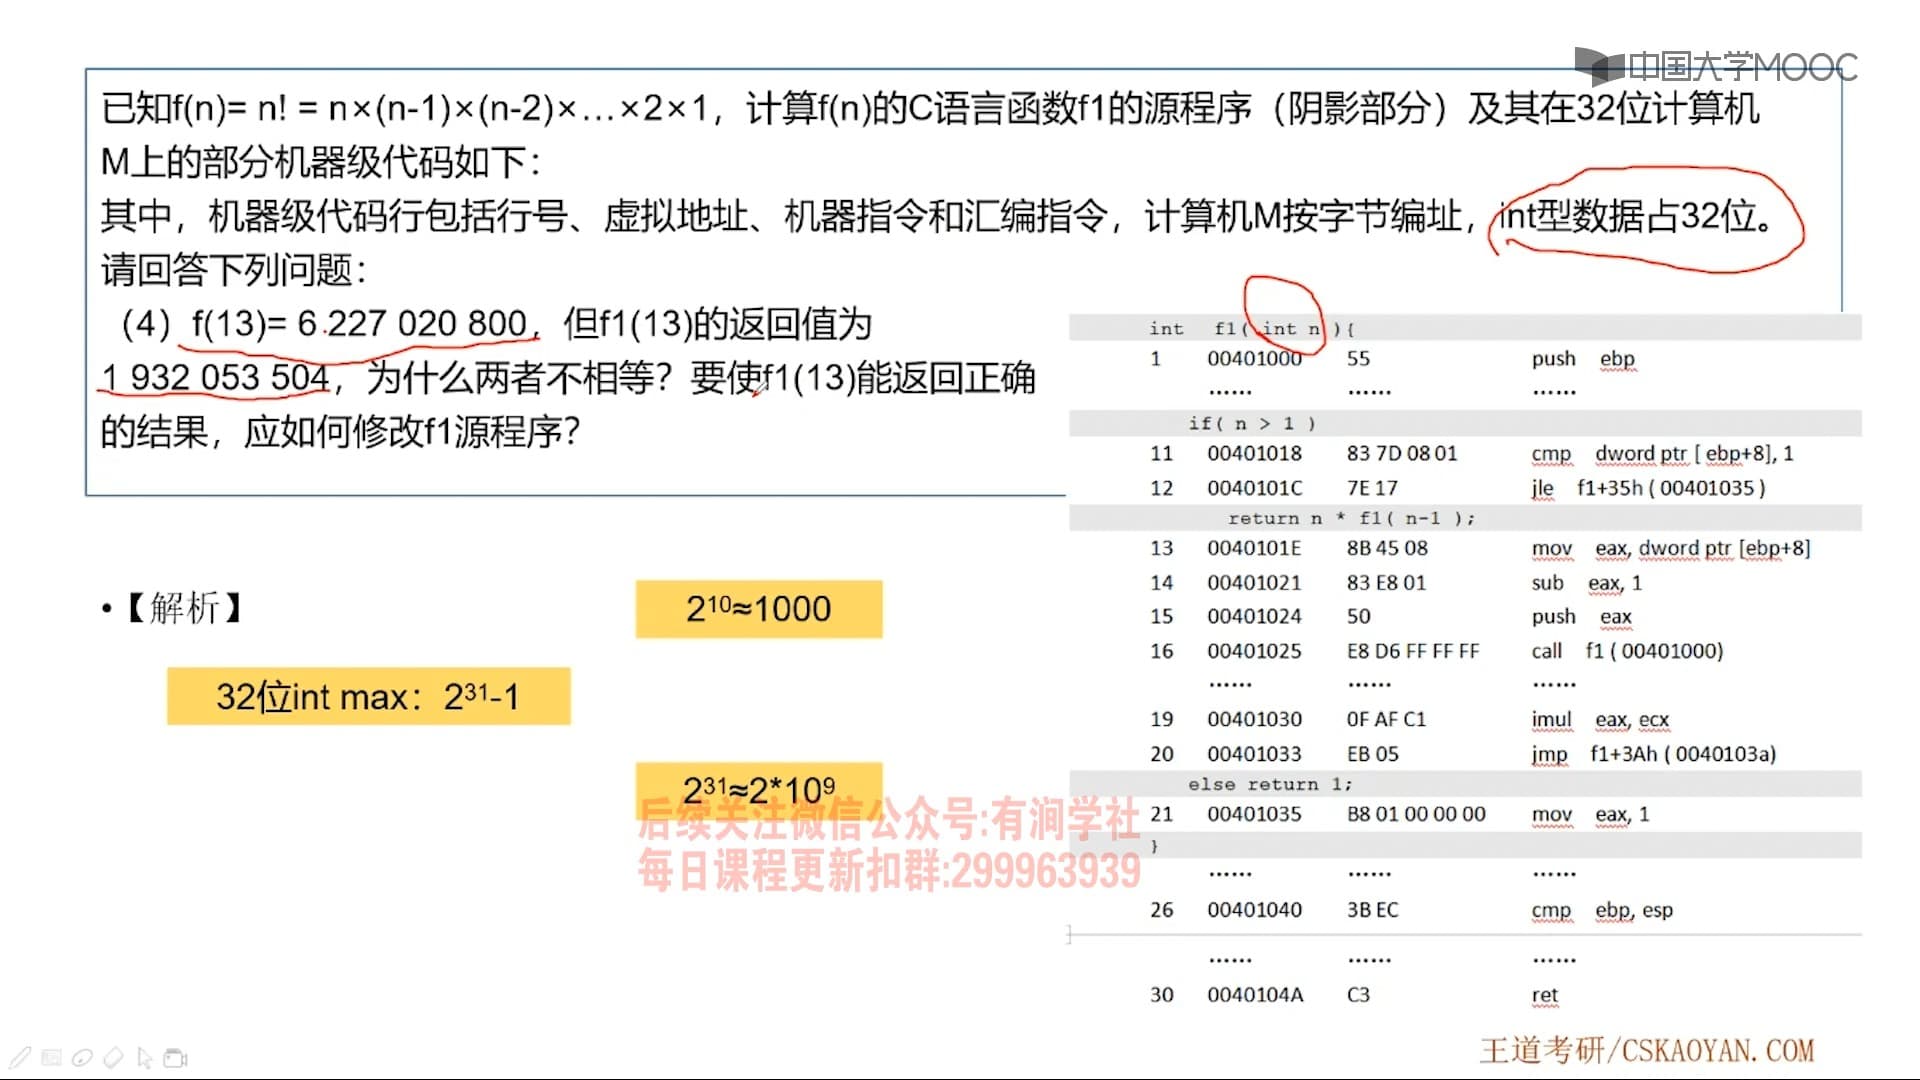 中国大学MOOC
已知f(n)= n! = n×(n-1)×(n-2)×…×2×1，计算f(n)的C语言函数f1的源程序（阴影部分）及其在32位计算机
M上的部分机器级代码如下：
其中，机器级代码行包括行号、虚拟地址、机器指令和汇编指令，计算机M按字节编址，int型数据占32位。
请回答下列问题：
（4）f(13)= 6 227 020 800，但f1(13)的返回值为
1 932 053 504，为什么两者不相等？要使f1(13)能返回正确
的结果，应如何修改f1源程序？
int f1( int n ){
1 00401000 55 push ebp
…… …… ……
if( n > 1 )
11 00401018 83 7D 08 01 cmp dword ptr [ ebp+8], 1
12 0040101C 7E 17 jle f1+35h ( 00401035 )
return n * f1( n-1 );
13 0040101E 8B 45 08 mov eax, dword ptr [ebp+8]
14 00401021 83 E8 01 sub eax, 1
15 00401024 50 push eax
16 00401025 E8 D6 FF FF FF call f1 ( 00401000)
…… …… ……
19 00401030 0F AF C1 imul eax, ecx
20 00401033 EB 05 jmp f1+3Ah ( 0040103a)
else return 1;
21 00401035 B8 01 00 00 00 mov eax, 1
}
…… …… ……
26 00401040 3B EC cmp ebp, esp
…… …… ……
30 0040104A C3 ret
•【解析】
2¹⁰≈1000
32位int max：2³¹-1
2³¹≈2*10⁹
后续关注微信公众号:有润学社
每日课程更新扣群:299963939
王道考研/CSKAOYAN.COM